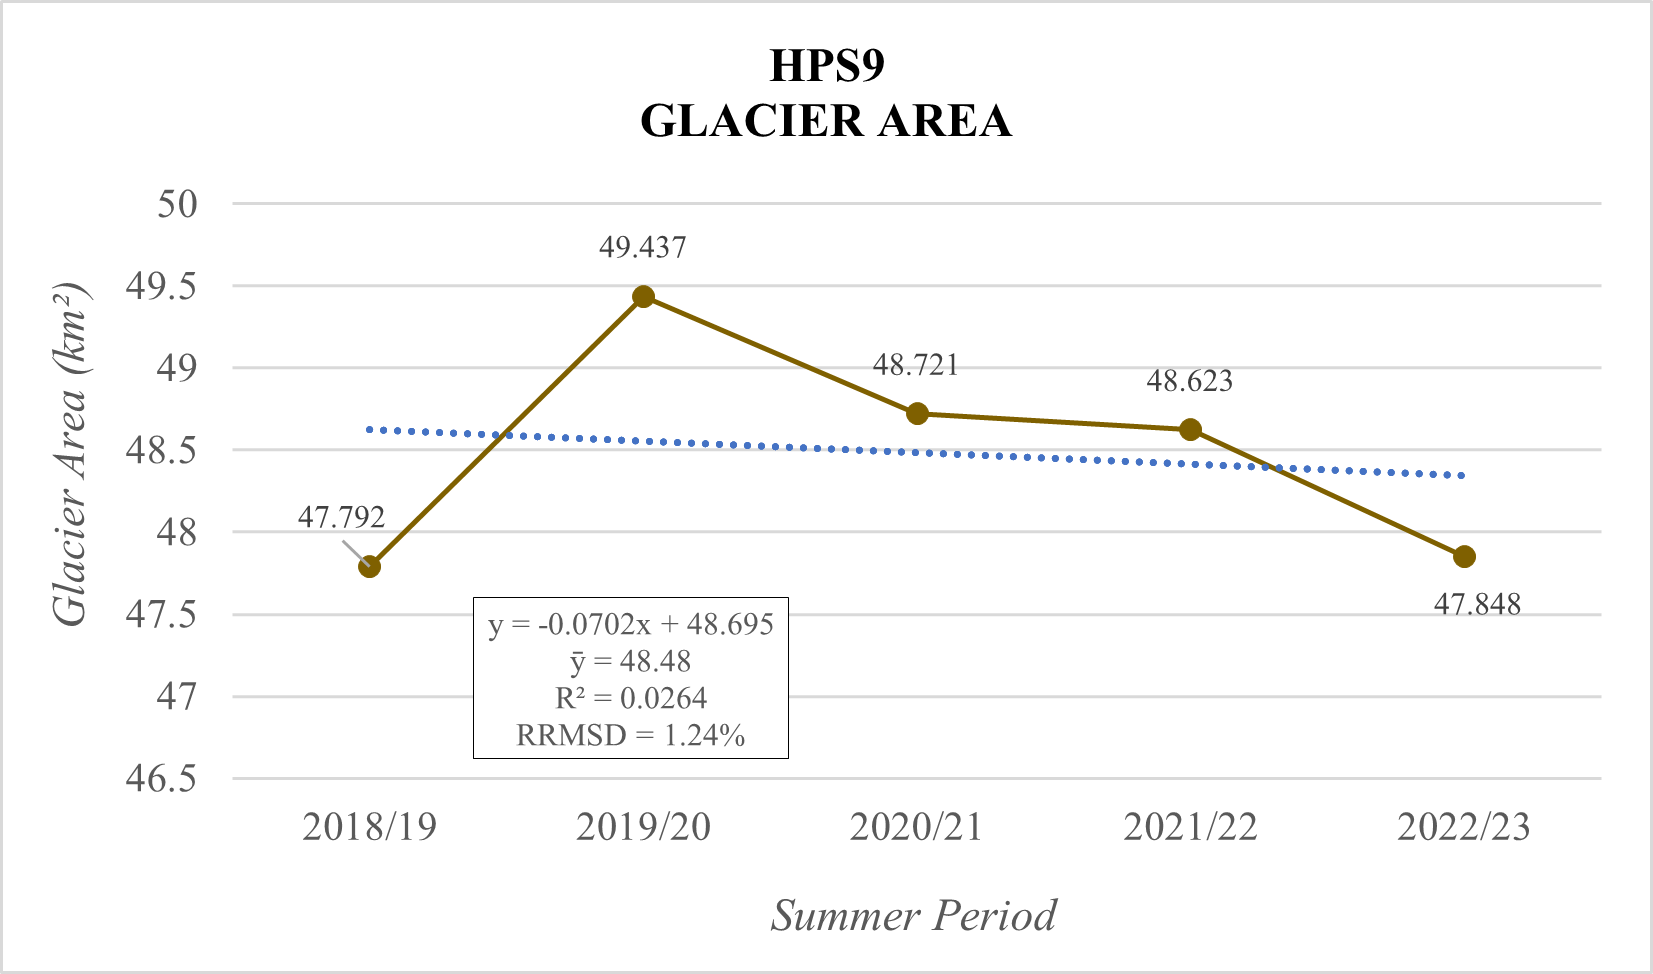 HPS9
GLACIER AREA
Glacier Area (km²)
50
49.5
49
48.5
48
47.5
47
46.5
47.792
49.437
48.721
48.623
47.848
y = -0.0702x + 48.695
ȳ = 48.48
R² = 0.0264
RRMSD = 1.24%
2018/19
2019/20
2020/21
2021/22
2022/23
Summer Period